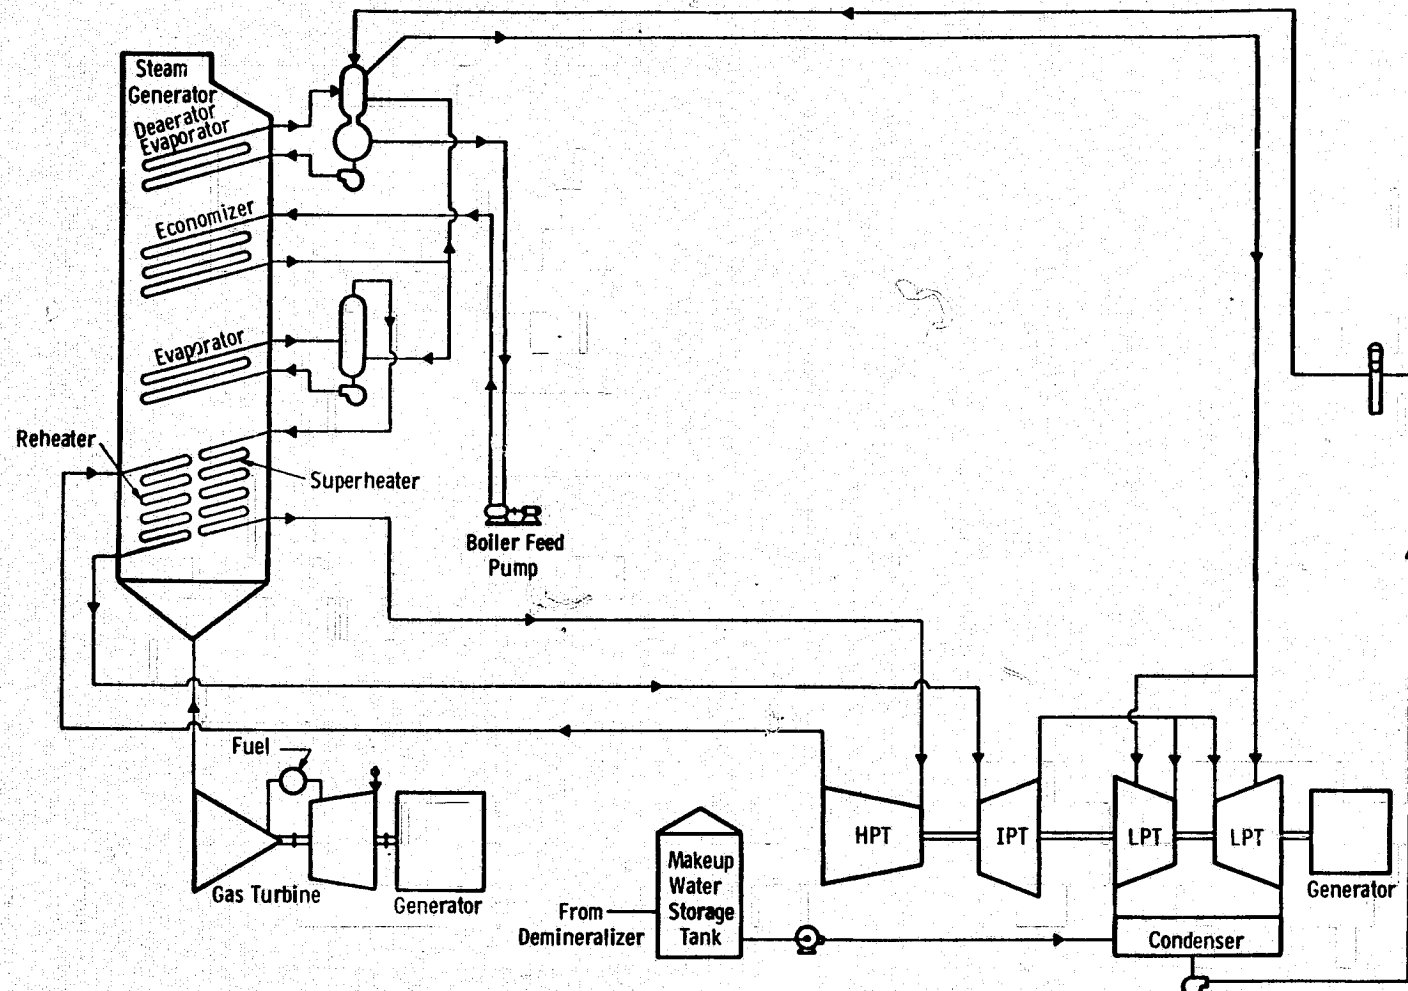 Steam
Generator
Deaerator
Evaporator
Economizer
Evaporator
Reheater
Superheater
Boiler Feed
Pump
Fuel
Gas Turbine
Generator
Makeup
Water
Storage
Tank
From
Demineralizer
HPT
IPT
LPT
LPT
Generator
Condenser